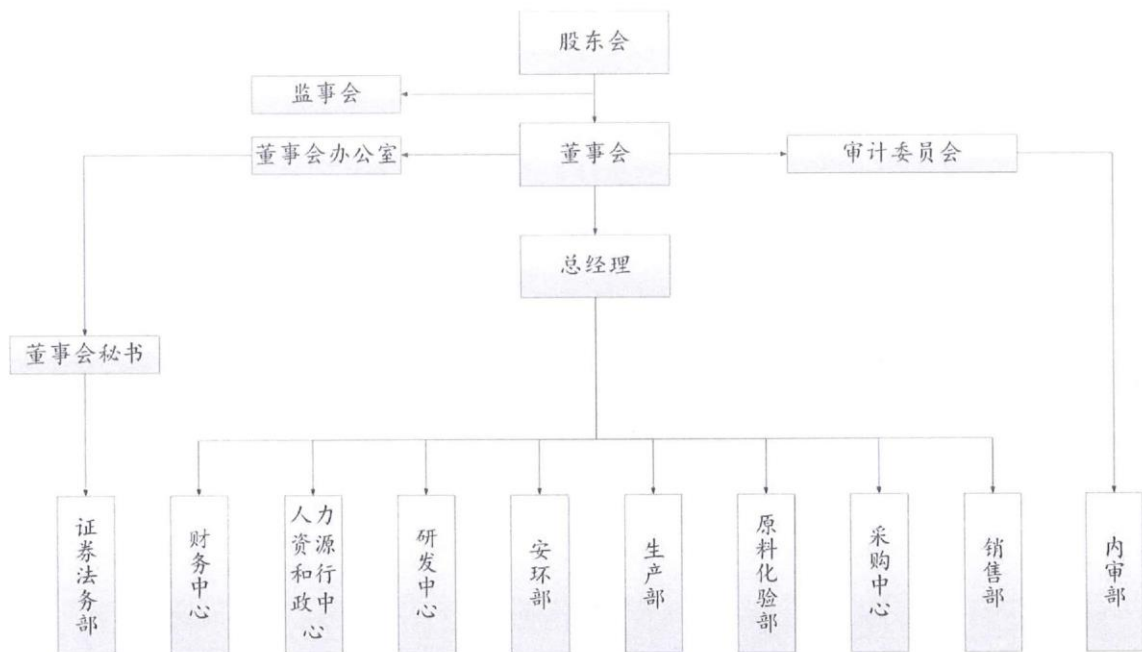 股东会
监事会
董事会办公室
董事会
审计委员会
总经理
董事会秘书
证券法务部
财务中心
人力资源和行政中心
研发中心
安环部
生产部
原料化验部
采购中心
销售部
内审部